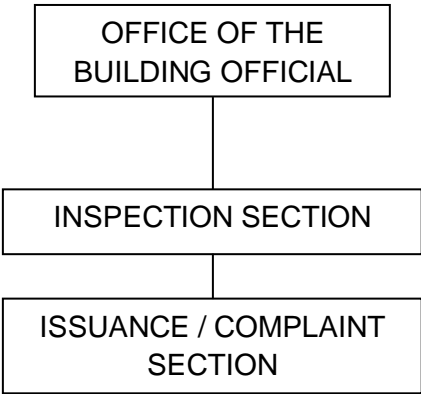 OFFICE OF THE
BUILDING OFFICIAL
INSPECTION SECTION
ISSUANCE / COMPLAINT
SECTION